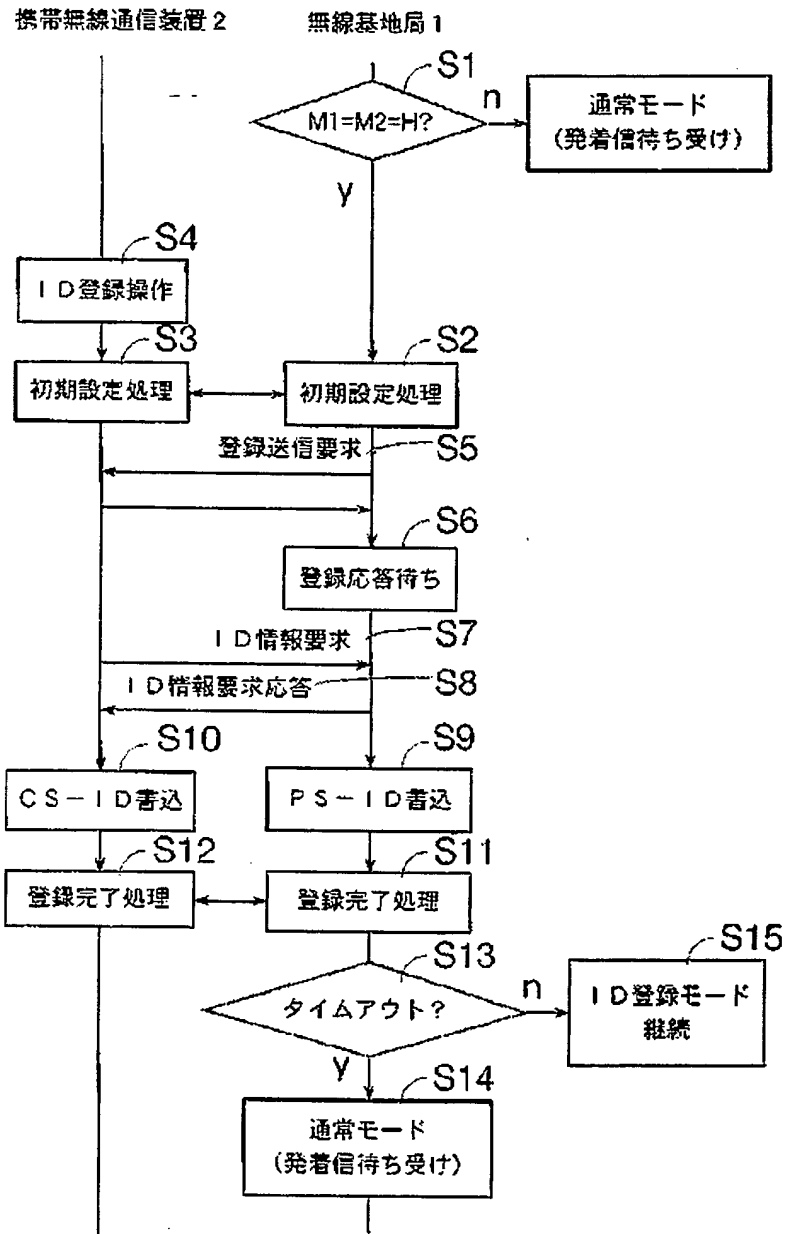 携帯無線通信装置2
無線基地局1
S1
M1=M2=H?
n
通常モード
(発着信待ち受け)
y
S4
ID登録操作
S3
初期設定処理
S2
初期設定処理
登録送信要求
S5
S6
登録応答待ち
ID情報要求
S7
ID情報要求応答
S8
S10
CS-ID書込
S9
PS-ID書込
S12
登録完了処理
S11
登録完了処理
S13
タイムアウト?
n
S15
ID登録モード
継続
y
S14
通常モード
(発着信待ち受け)